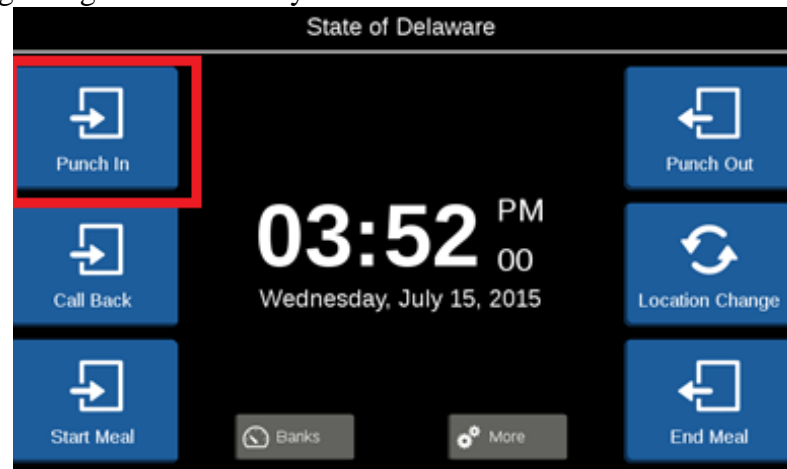 State of Delaware
Punch In
Punch Out
03:52 PM
00
Wednesday, July 15, 2015
Call Back
Location Change
Start Meal
Banks
More
End Meal